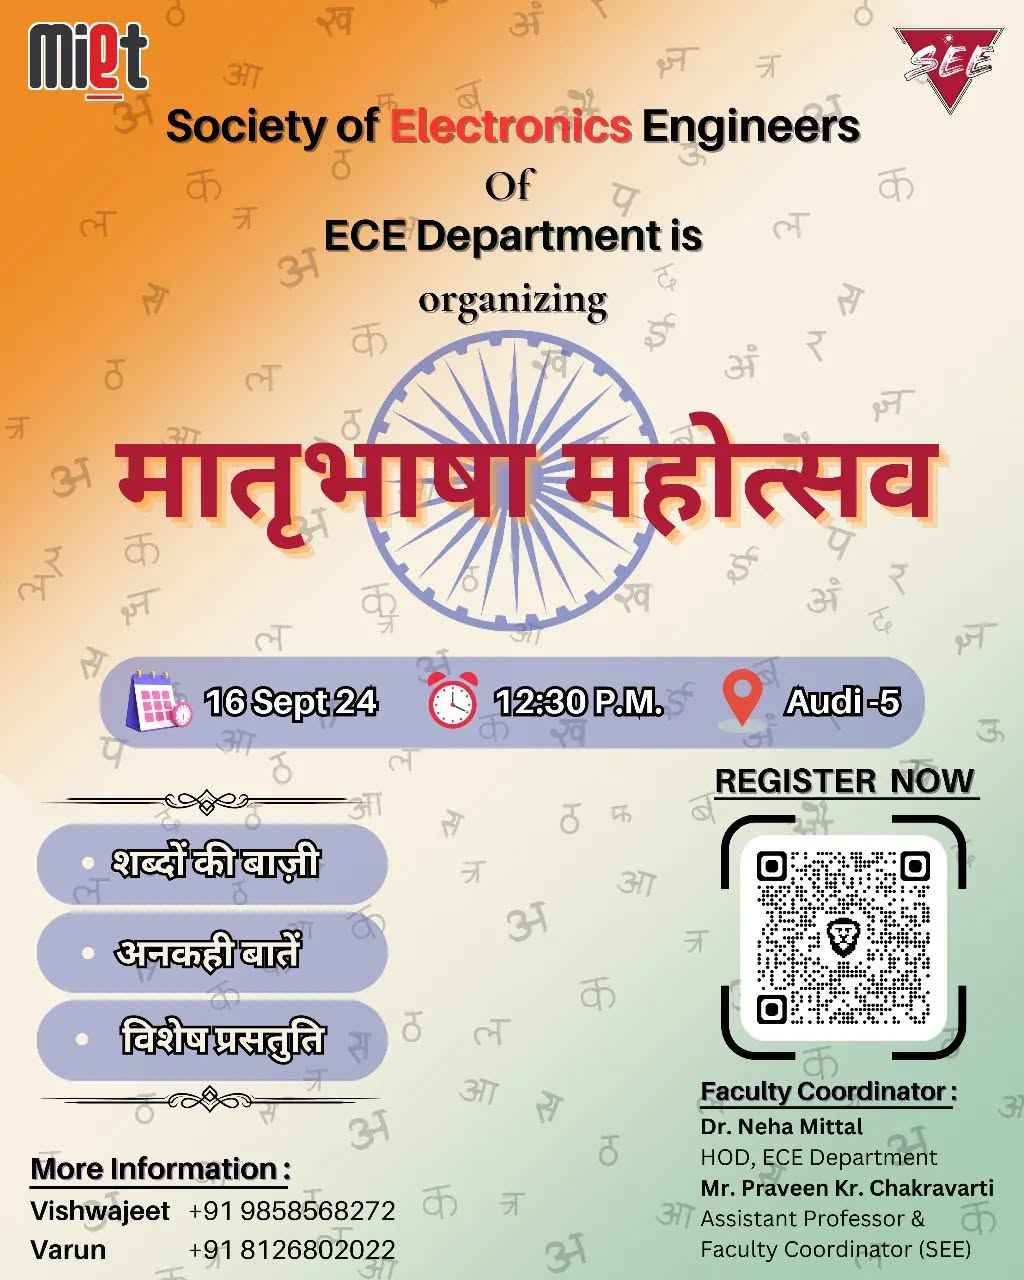 miet
SEE
Society of Electronics Engineers
Of
ECE Department is
organizing
मातृभाषा महोत्सव
16 Sept 24
12:30 P.M.
Audi-5
REGISTER NOW
शब्दों की बाज़ी
अनकही बातें
विशेष प्रसतुति
Faculty Coordinator :
Dr. Neha Mittal
HOD, ECE Department
Mr. Praveen Kr. Chakravarti
Assistant Professor &
Faculty Coordinator (SEE)
More Information :
Vishwajeet +91 9858568272
Varun +91 8126802022